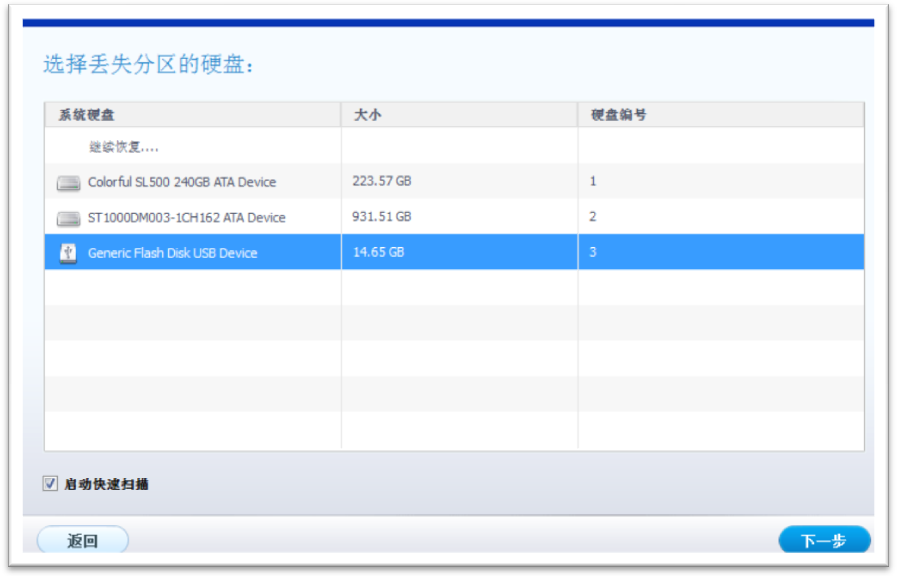 选择丢失分区的硬盘:
系统硬盘 大小 硬盘编号
继续恢复....
Colorful SL500 240GB ATA Device 223.57 GB 1
ST1000DM003-1CH162 ATA Device 931.51 GB 2
Generic Flash Disk USB Device 14.65 GB 3
启动快速扫描
返回 下一步